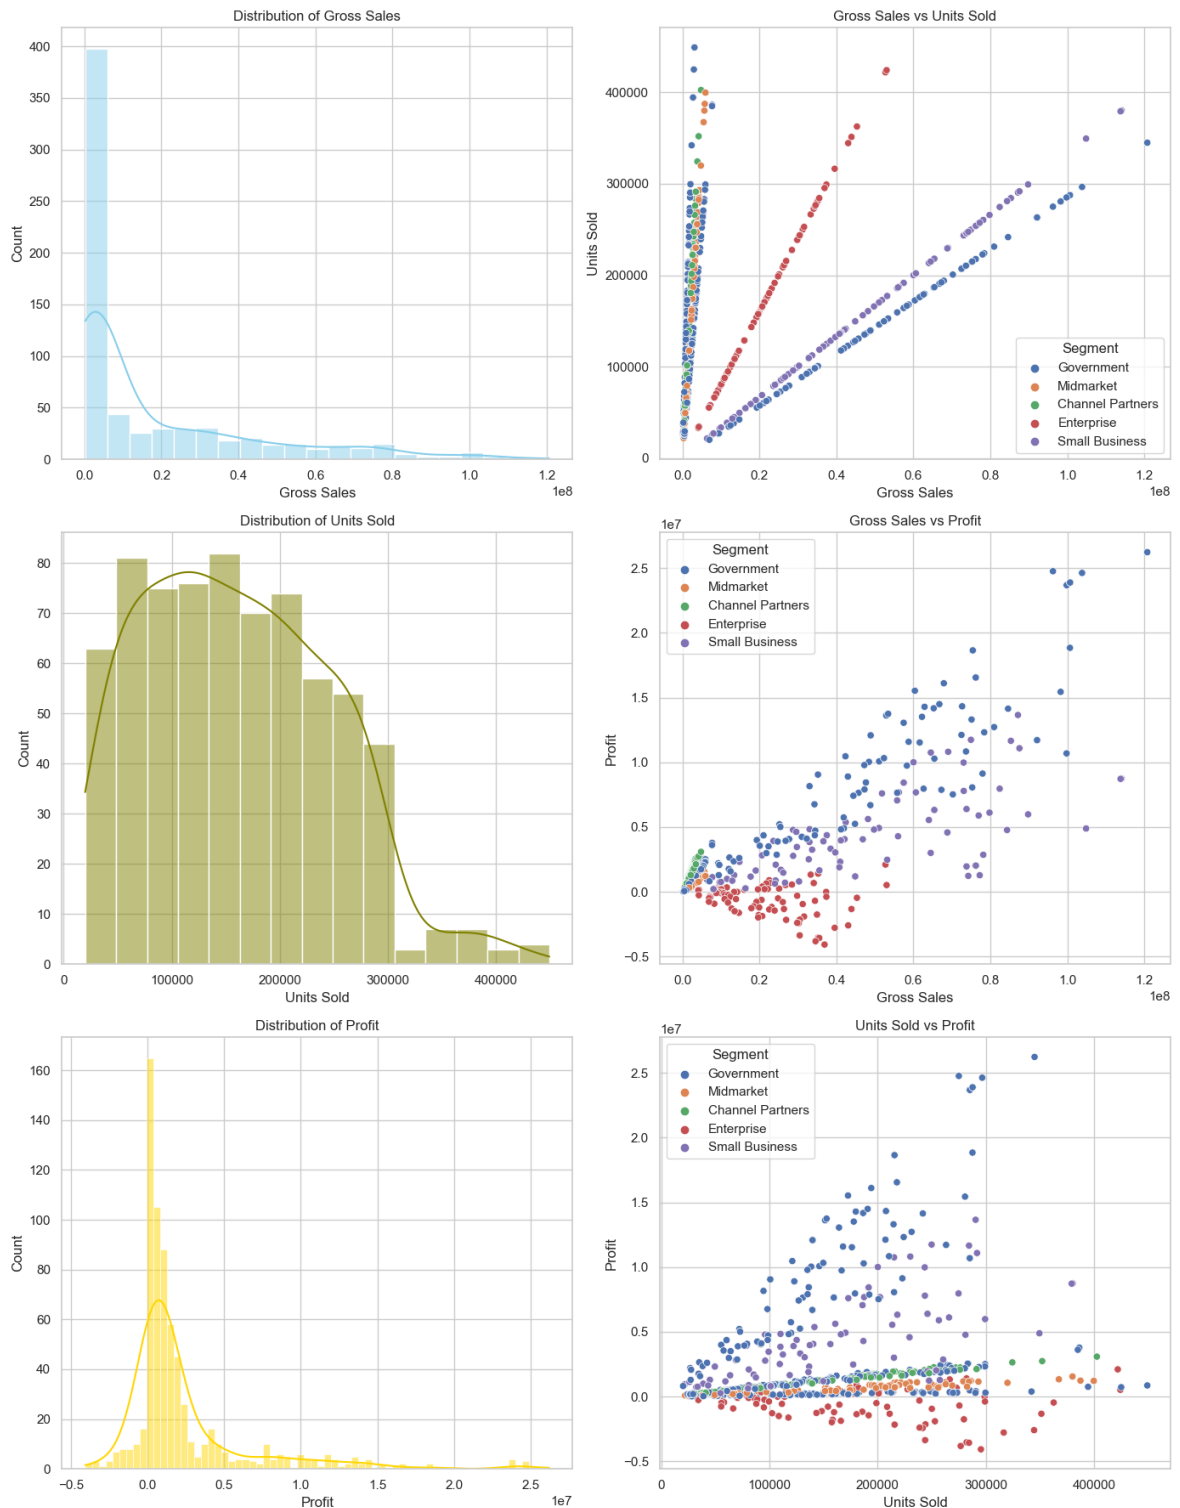 Distribution of Gross Sales
400
350
300
250
200
150
100
50
0
Count
0.0 0.2 0.4 0.6 0.8 1.0 1.2
1e8
Gross Sales
Gross Sales vs Units Sold
400000
300000
200000
100000
0
Units Sold
Segment
Government
Midmarket
Channel Partners
Enterprise
Small Business
0.0 0.2 0.4 0.6 0.8 1.0 1.2
1e8
Gross Sales
Distribution of Units Sold
80
70
60
50
40
30
20
10
0
Count
0 100000 200000 300000 400000
Units Sold
Gross Sales vs Profit
1e7
2.5
2.0
1.5
1.0
0.5
0.0
−0.5
Profit
Segment
Government
Midmarket
Channel Partners
Enterprise
Small Business
0.0 0.2 0.4 0.6 0.8 1.0 1.2
1e8
Gross Sales
Distribution of Profit
160
140
120
100
80
60
40
20
0
Count
−0.5 0.0 0.5 1.0 1.5 2.0 2.5
1e7
Profit
Units Sold vs Profit
1e7
2.5
2.0
1.5
1.0
0.5
0.0
−0.5
Profit
Segment
Government
Midmarket
Channel Partners
Enterprise
Small Business
0 100000 200000 300000 400000
Units Sold